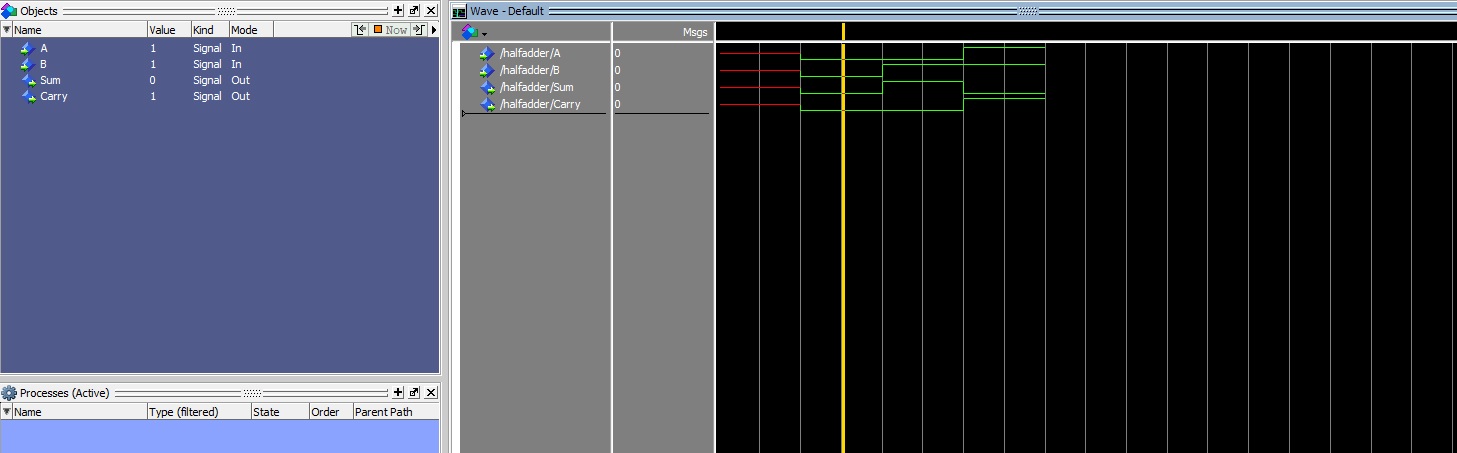 Objects
Name Value Kind Mode Now
A 1 Signal In
B 1 Signal In
Sum 0 Signal Out
Carry 1 Signal Out
Processes (Active)
Name Type (filtered) State Order Parent Path
Wave - Default
Msgs
/halfadder/A 0
/halfadder/B 0
/halfadder/Sum 0
/halfadder/Carry 0